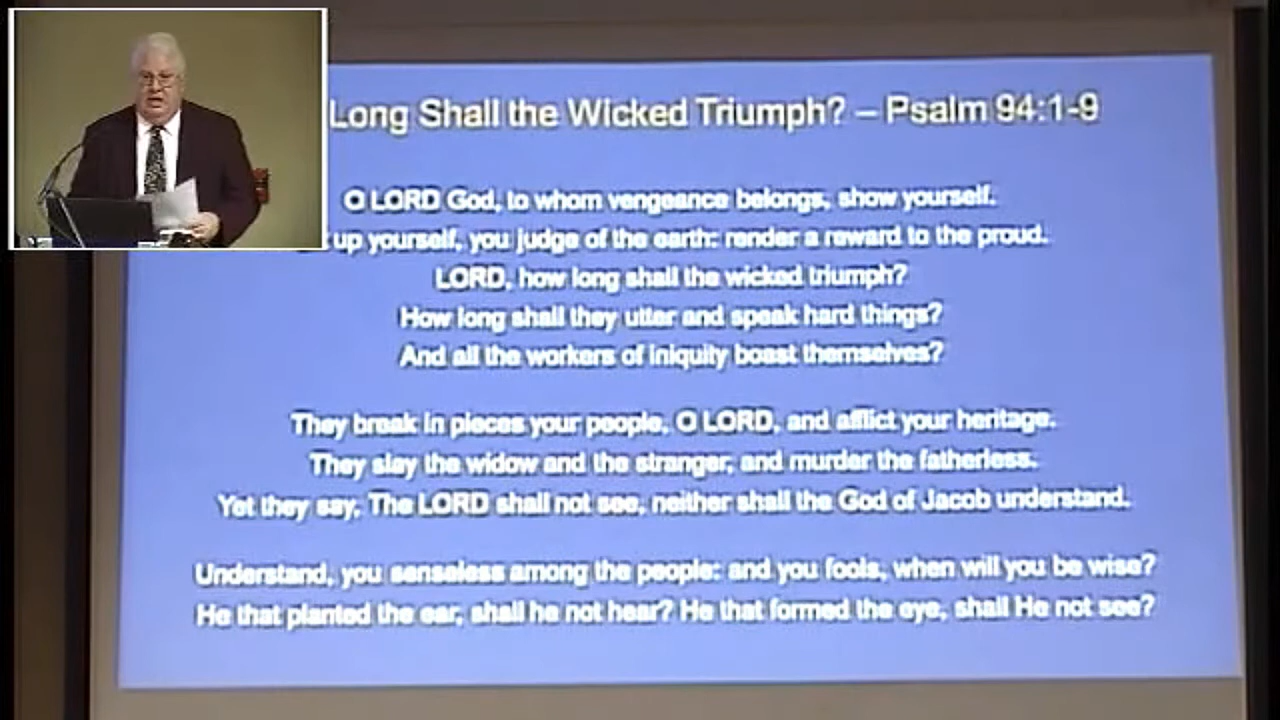 Long Shall the Wicked Triumph? – Psalm 94:1-9
O LORD God, to whom vengeance belongs, show yourself.
up yourself, you judge of the earth: render a reward to the proud.
LORD, how long shall the wicked triumph?
How long shall they utter and speak hard things?
And all the workers of iniquity boast themselves?
They break in pieces your people, O LORD, and afflict your heritage.
They slay the widow and the stranger, and murder the fatherless.
Yet they say, The LORD shall not see, neither shall the God of Jacob understand.
Understand, you senseless among the people: and you fools, when will you be wise?
He that planted the ear, shall he not hear? He that formed the eye, shall He not see?